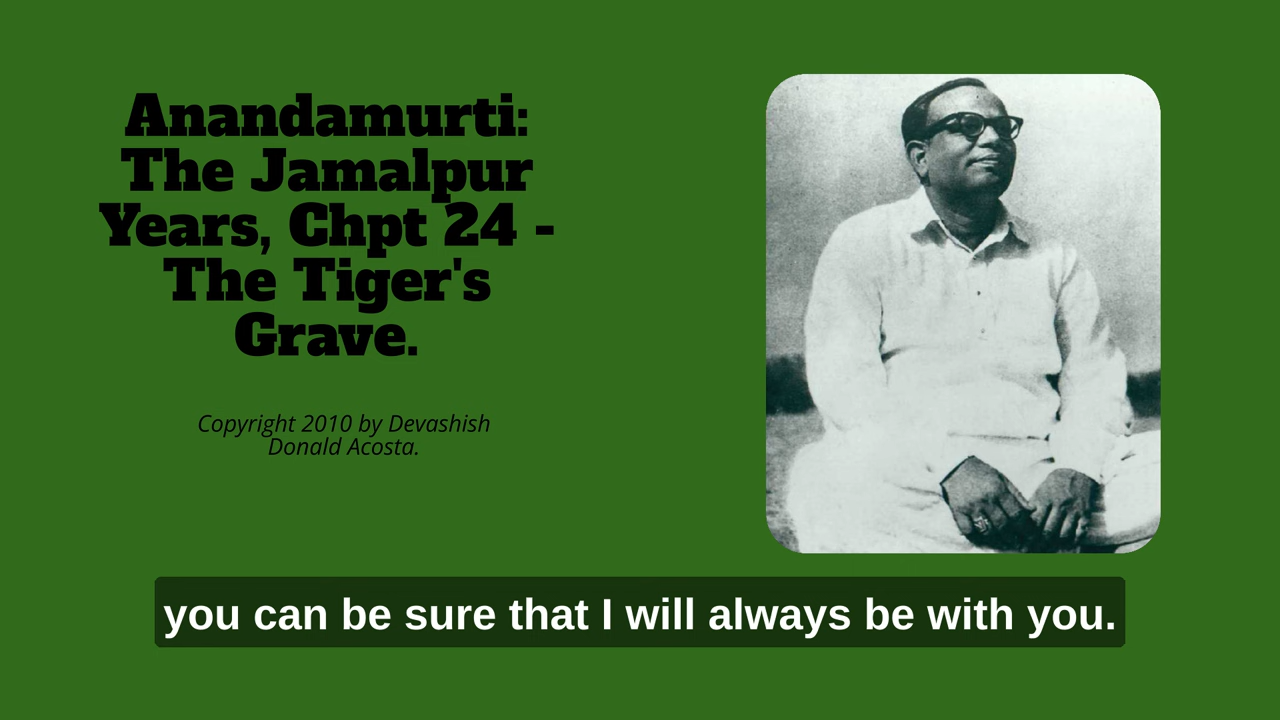 Anandamurti:
The Jamalpur
Years, Chpt 24 -
The Tiger's
Grave.
Copyright 2010 by Devashish
Donald Acosta.
you can be sure that I will always be with you.